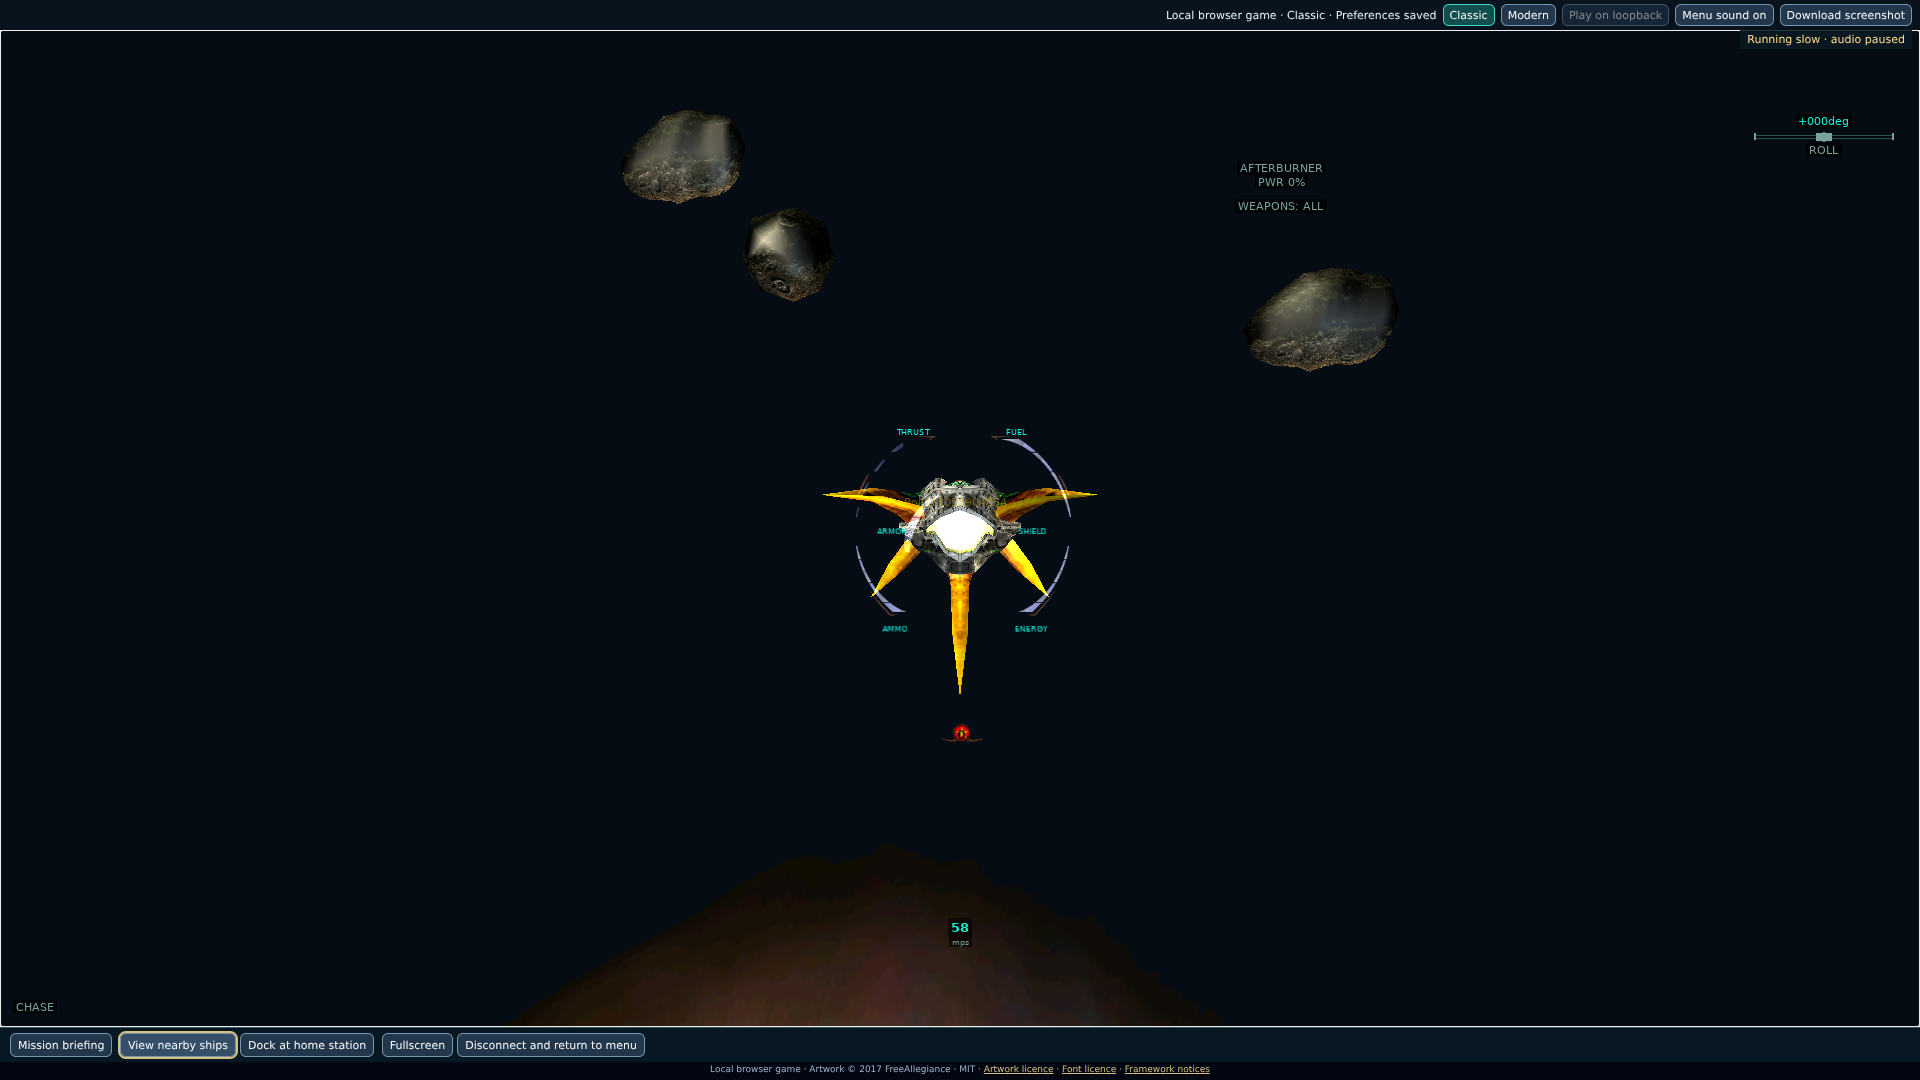 Local browser game · Classic · Preferences saved Classic Modern Play on loopback Menu sound on Download screenshot
Running slow · audio paused
+000deg
ROLL
AFTERBURNER
PWR 0%
WEAPONS: ALL
THRUST FUEL
ARMOR SHIELD
AMMO ENERGY
58
mps
CHASE
Mission briefing View nearby ships Dock at home station Fullscreen Disconnect and return to menu
Local browser game · Artwork © 2017 FreeAllegiance · MIT · Artwork licence · Font licence · Framework notices